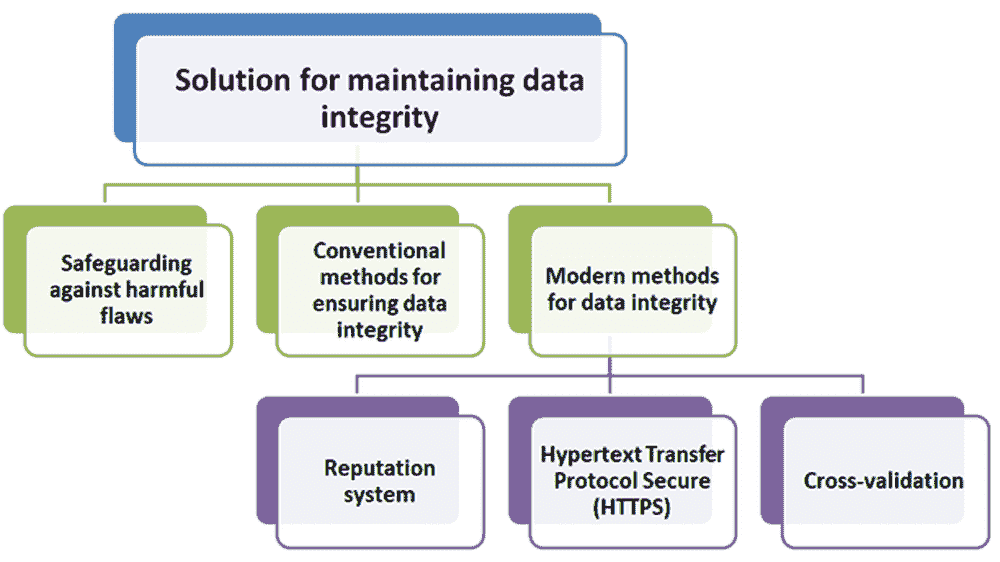 Solution for maintaining data
integrity
Safeguarding
against harmful
flaws
Conventional
methods for
ensuring data
integrity
Modern methods
for data integrity
Reputation
system
Hypertext Transfer
Protocol Secure
(HTTPS)
Cross-validation